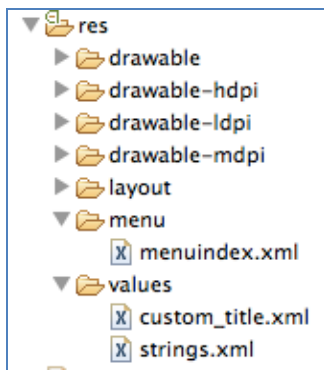 res
drawable
drawable-hdpi
drawable-ldpi
drawable-mdpi
layout
menu
menuindex.xml
values
custom_title.xml
strings.xml